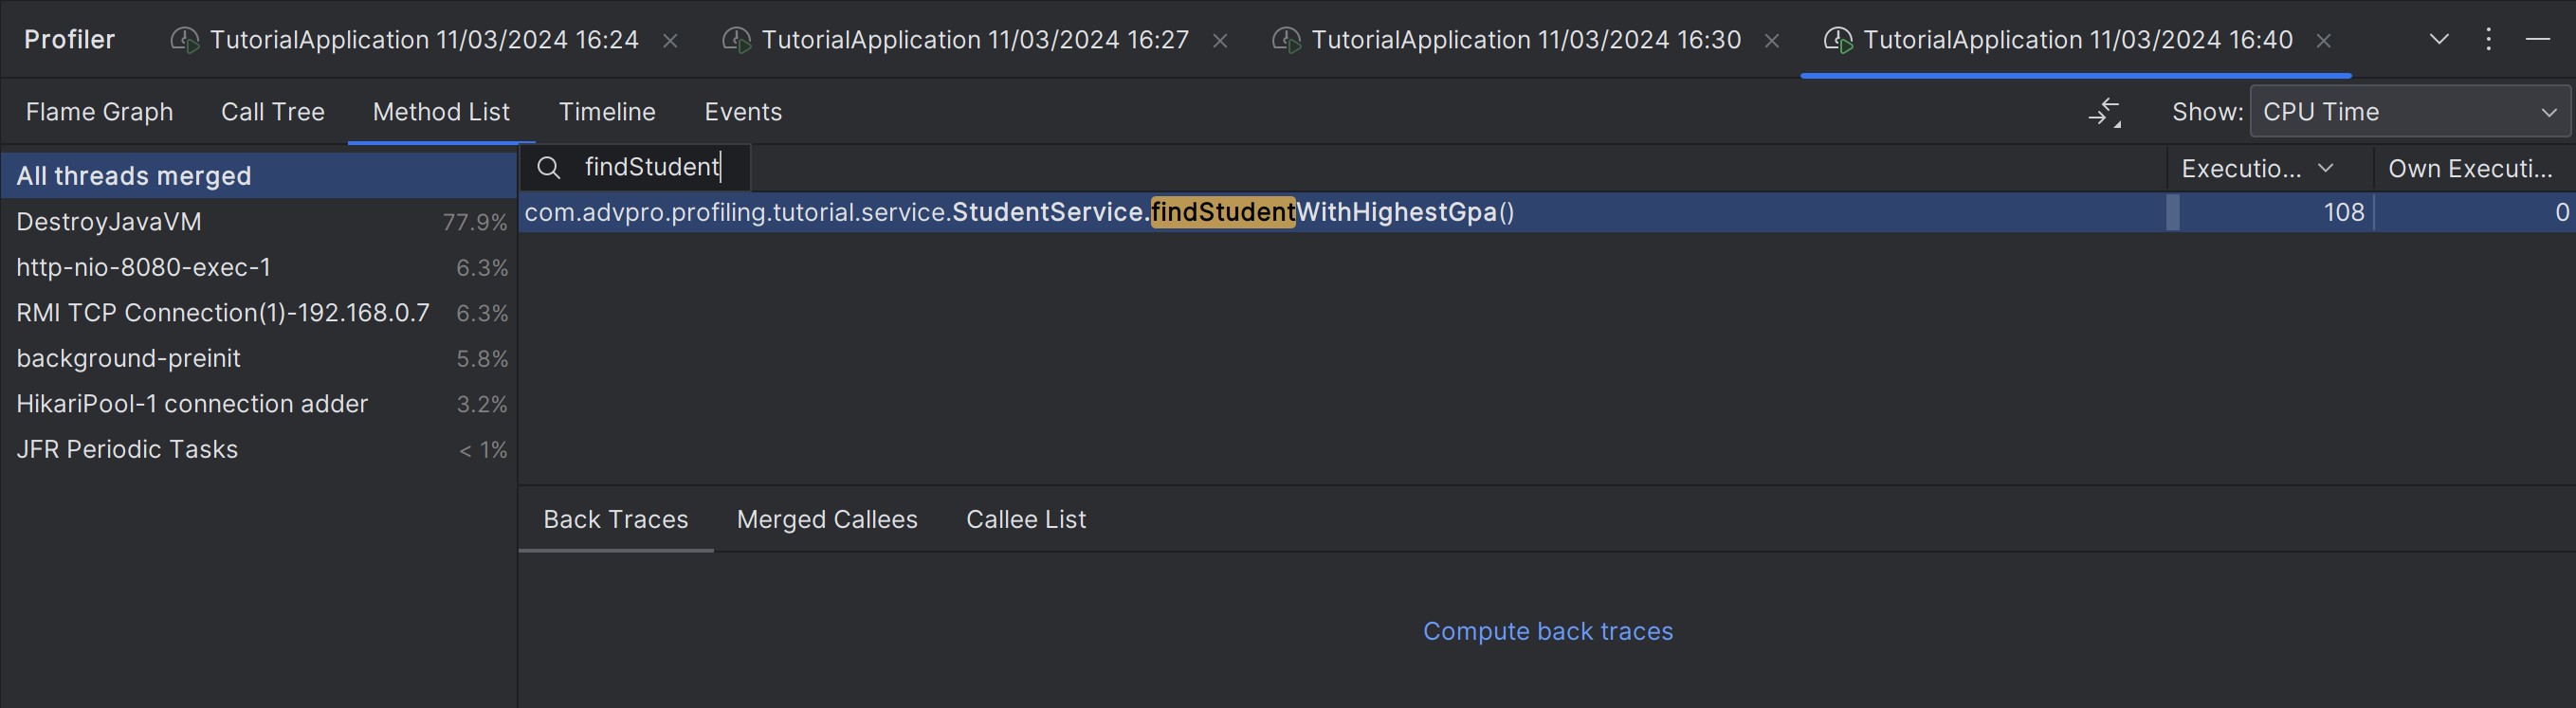 Profiler TutorialApplication 11/03/2024 16:24 TutorialApplication 11/03/2024 16:27 TutorialApplication 11/03/2024 16:30 TutorialApplication 11/03/2024 16:40
Flame Graph Call Tree Method List Timeline Events Show: CPU Time
All threads merged
DestroyJavaVM 77.9%
http-nio-8080-exec-1 6.3%
RMI TCP Connection(1)-192.168.0.7 6.3%
background-preinit 5.8%
HikariPool-1 connection adder 3.2%
JFR Periodic Tasks < 1%
findStudent Executio... Own Executi...
com.advpro.profiling.tutorial.service.StudentService.findStudentWithHighestGpa() 108 0
Back Traces Merged Callees Callee List
Compute back traces